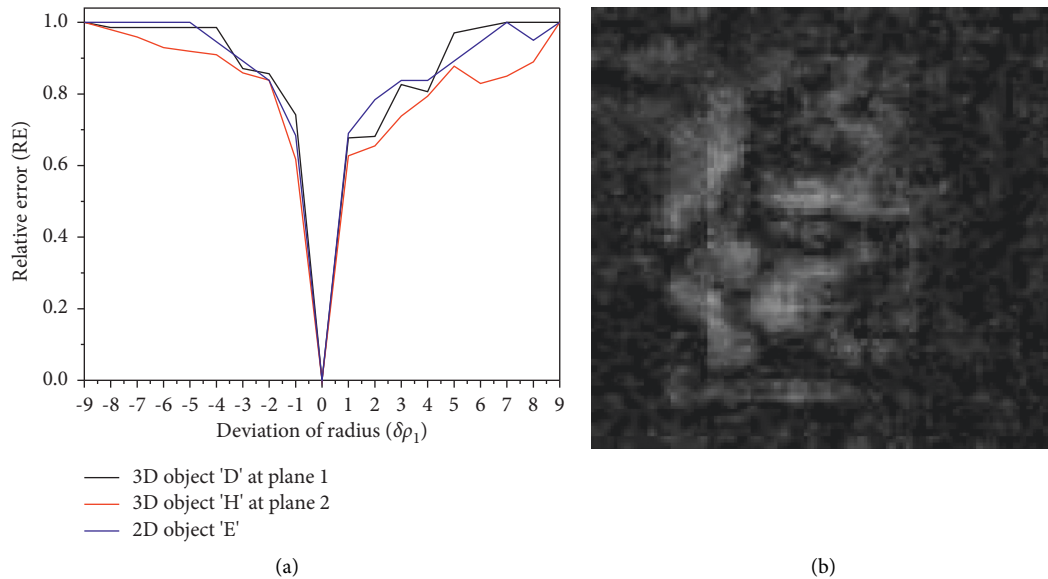 Relative error (RE)
1.0
0.8
0.6
0.4
0.2
0.0
-9 -8 -7 -6 -5 -4 -3 -2 -1 0 1 2 3 4 5 6 7 8 9
Deviation of radius (δρ₁)
3D object 'D' at plane 1
3D object 'H' at plane 2
2D object 'E'
(a)
(b)